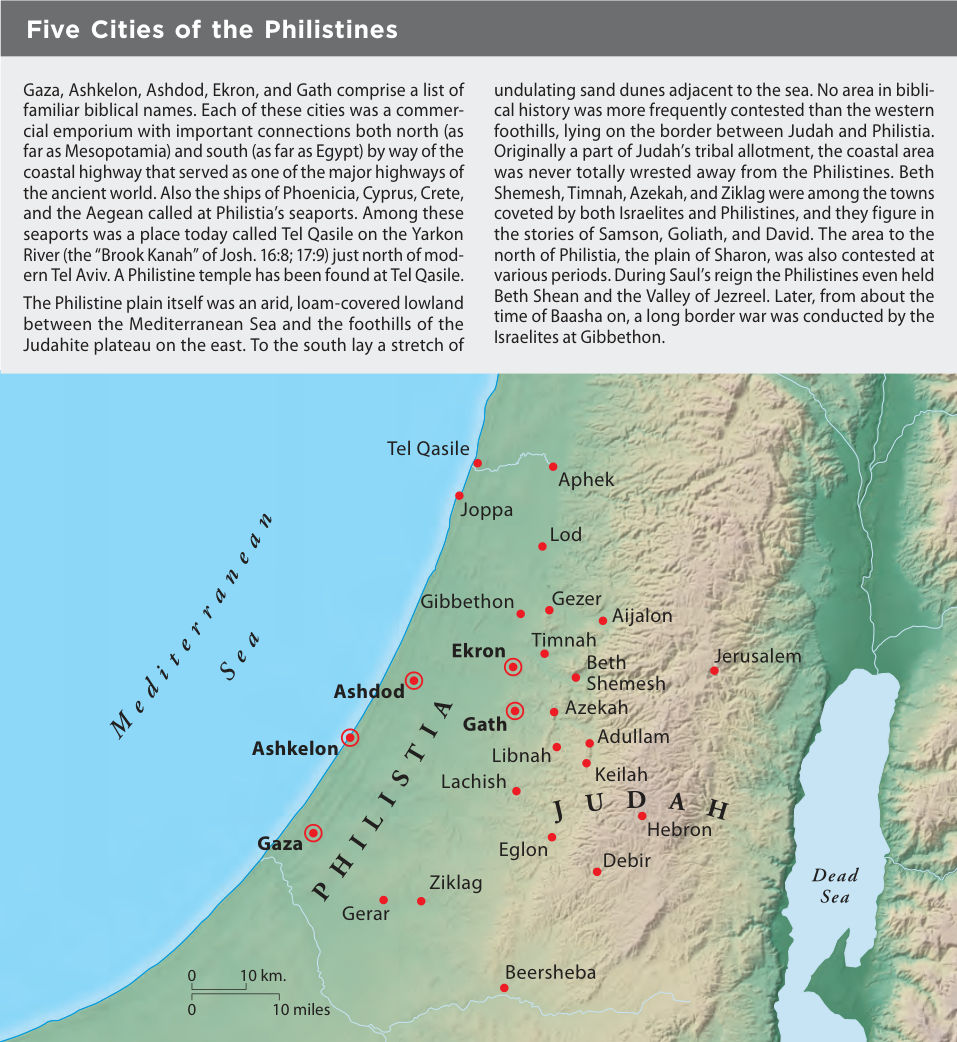 Five Cities of the Philistines
Gaza, Ashkelon, Ashdod, Ekron, and Gath comprise a list of
familiar biblical names. Each of these cities was a commer-
cial emporium with important connections both north (as
far as Mesopotamia) and south (as far as Egypt) by way of the
coastal highway that served as one of the major highways of
the ancient world. Also the ships of Phoenicia, Cyprus, Crete,
and the Aegean called at Philistia’s seaports. Among these
seaports was a place today called Tel Qasile on the Yarkon
River (the “Brook Kanah” of Josh. 16:8; 17:9) just north of mod-
ern Tel Aviv. A Philistine temple has been found at Tel Qasile.
The Philistine plain itself was an arid, loam-covered lowland
between the Mediterranean Sea and the foothills of the
Judahite plateau on the east. To the south lay a stretch of
undulating sand dunes adjacent to the sea. No area in bibli-
cal history was more frequently contested than the western
foothills, lying on the border between Judah and Philistia.
Originally a part of Judah’s tribal allotment, the coastal area
was never totally wrested away from the Philistines. Beth
Shemesh, Timnah, Azekah, and Ziklag were among the towns
coveted by both Israelites and Philistines, and they figure in
the stories of Samson, Goliath, and David. The area to the
north of Philistia, the plain of Sharon, was also contested at
various periods. During Saul’s reign the Philistines even held
Beth Shean and the Valley of Jezreel. Later, from about the
time of Baasha on, a long border war was conducted by the
Israelites at Gibbethon.
Tel Qasile
Aphek
Joppa
Lod
Mediterranean
Sea
Gibbethon
Gezer
Aijalon
Timnah
Ekron
Beth
Shemesh
Jerusalem
Ashdod
Azekah
Gath
Adullam
Ashkelon
Libnah
Keilah
Lachish
PHILISTIA
JUDAH
Hebron
Gaza
Eglon
Debir
Dead
Sea
Ziklag
Gerar
Beersheba
0 10 km.
0 10 miles